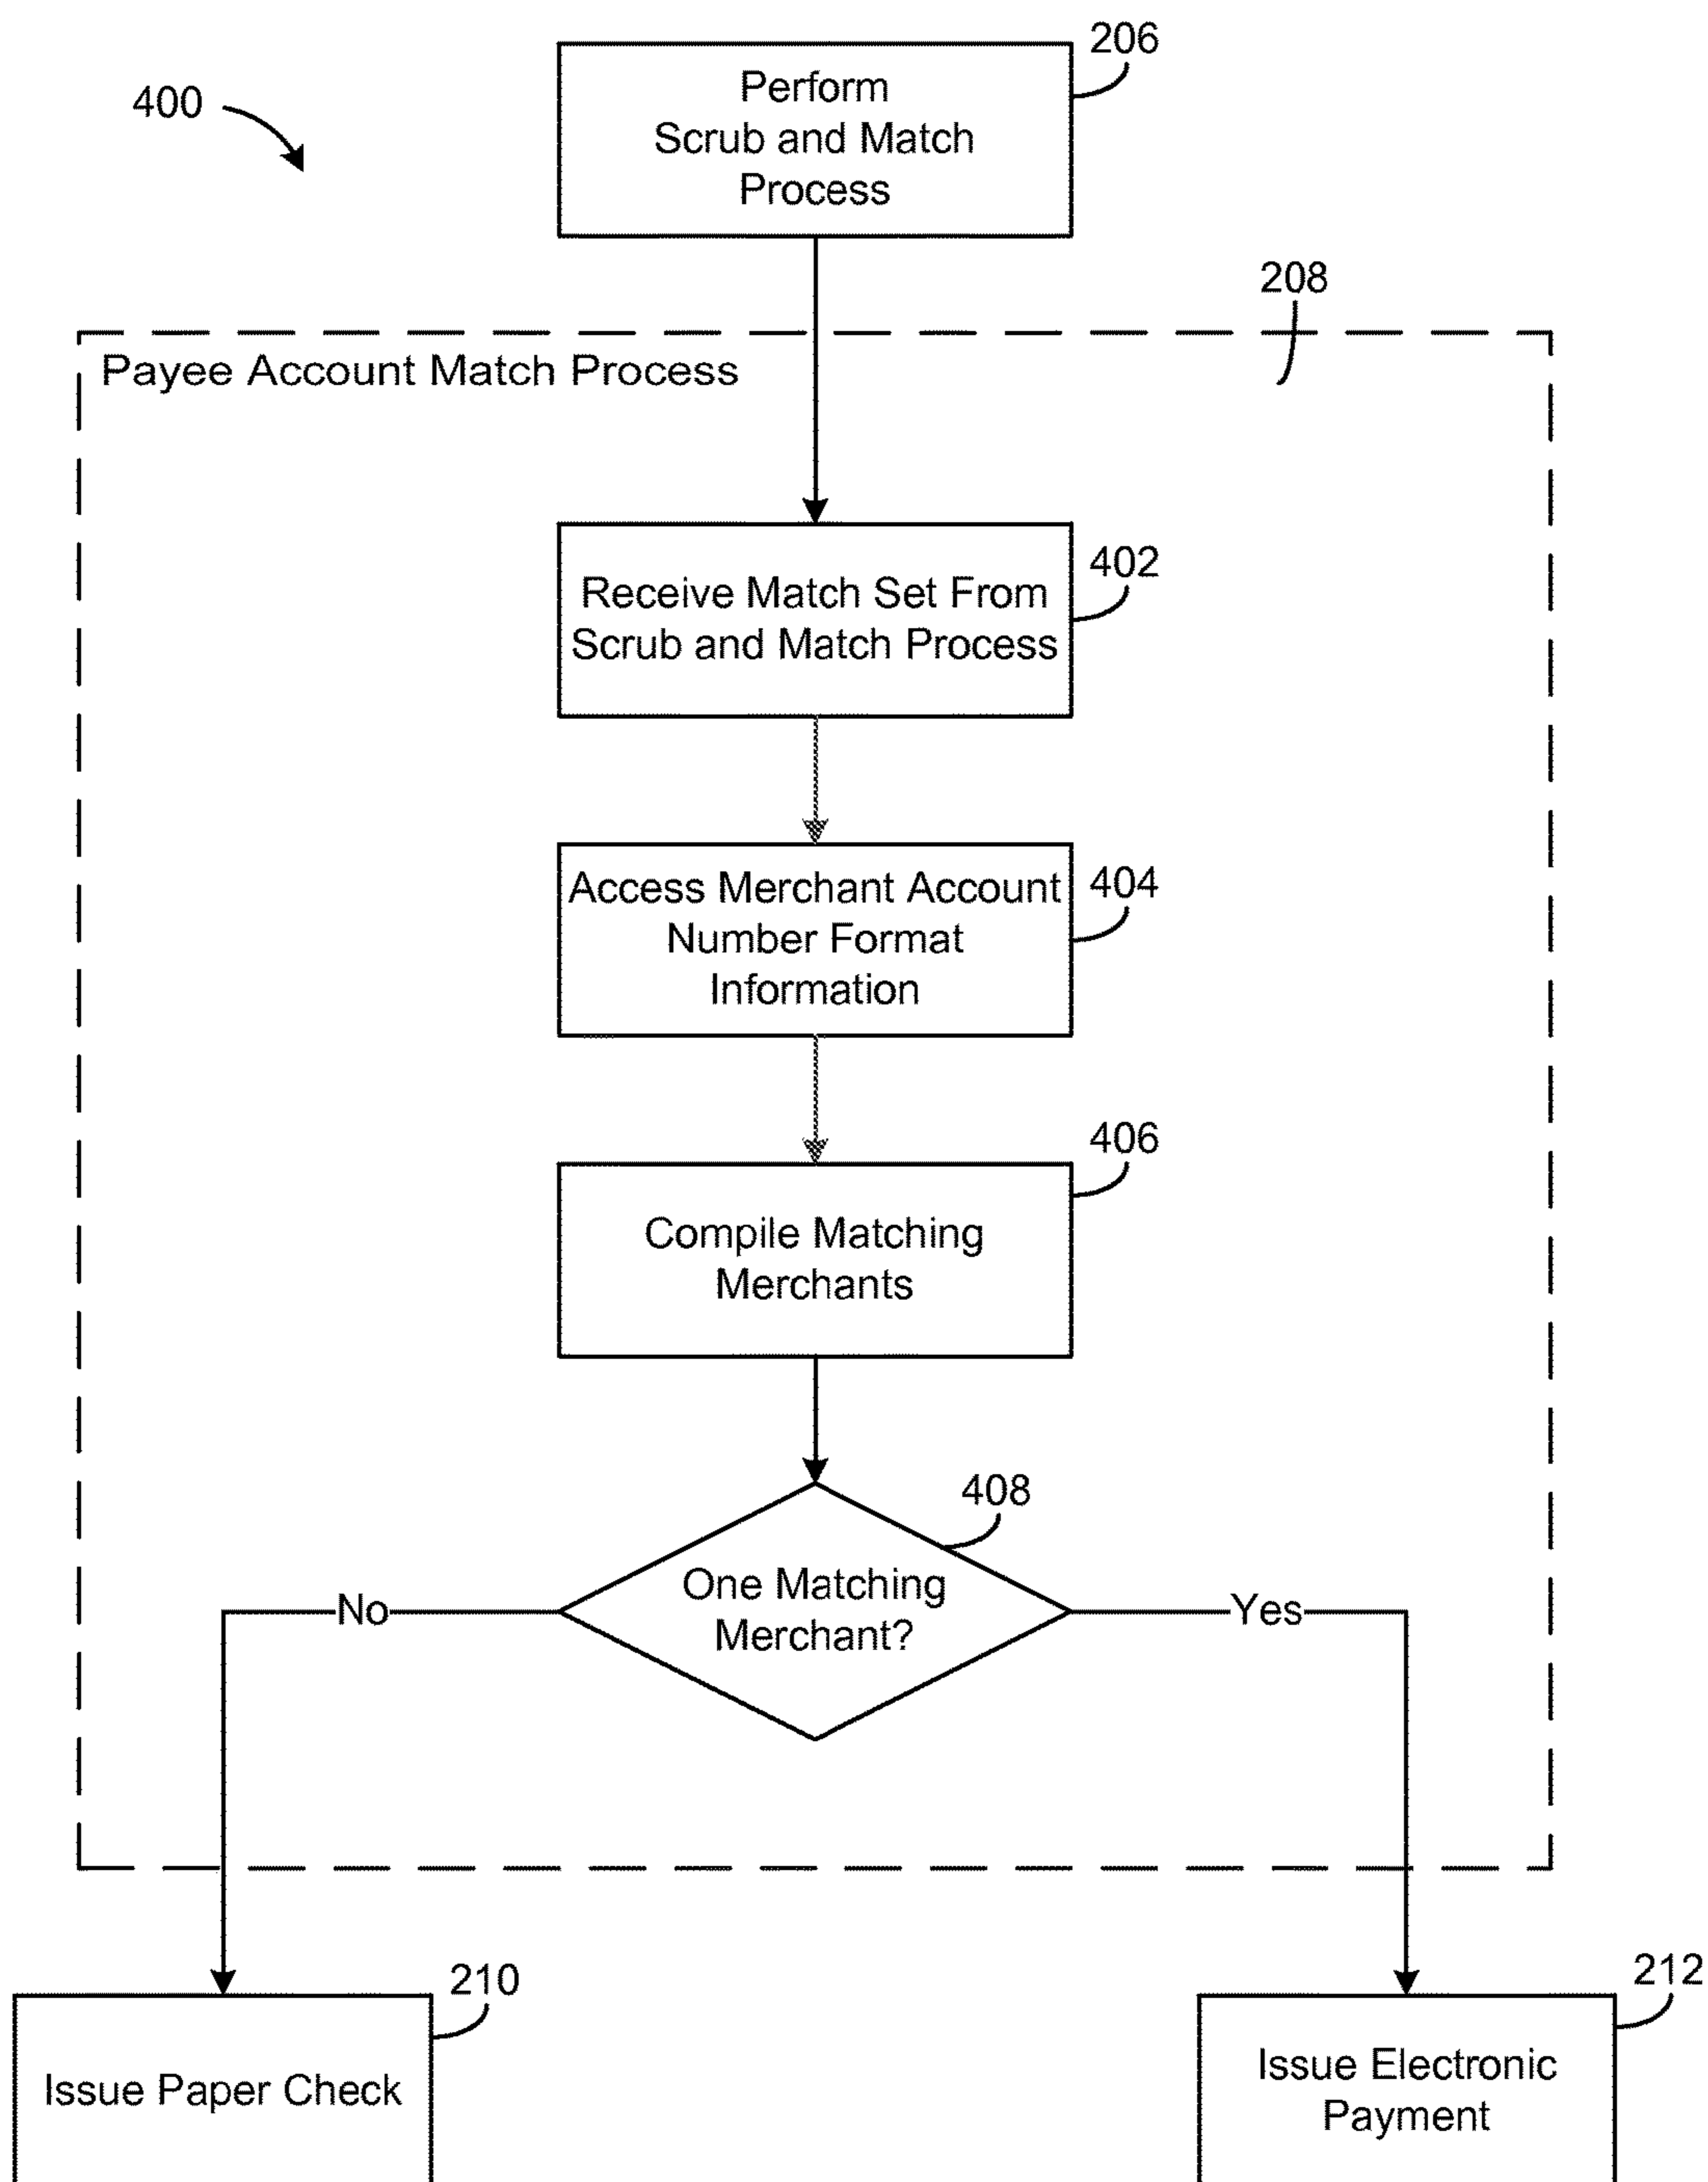 206
Perform
Scrub and Match
Process
400
208
Payee Account Match Process
402
Receive Match Set From
Scrub and Match Process
404
Access Merchant Account
Number Format
Information
406
Compile Matching
Merchants
408
One Matching
Merchant?
No
Yes
210
Issue Paper Check
212
Issue Electronic
Payment